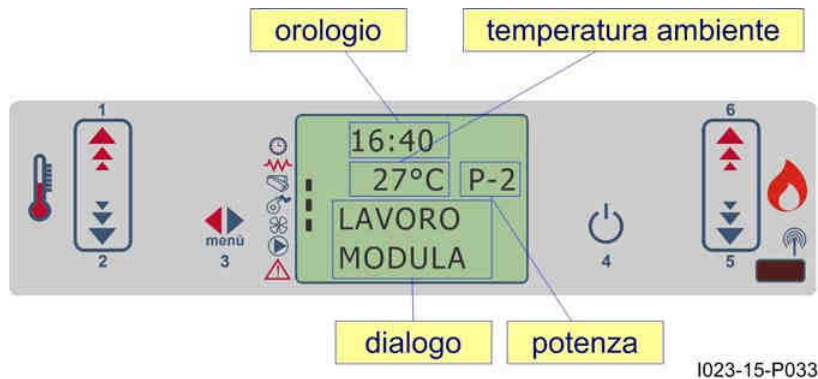 orologio
temperatura ambiente
1
6
16:40
27°C P-2
LAVORO
MODULA
menù
3
4
2
5
dialogo
potenza
I023-15-P033